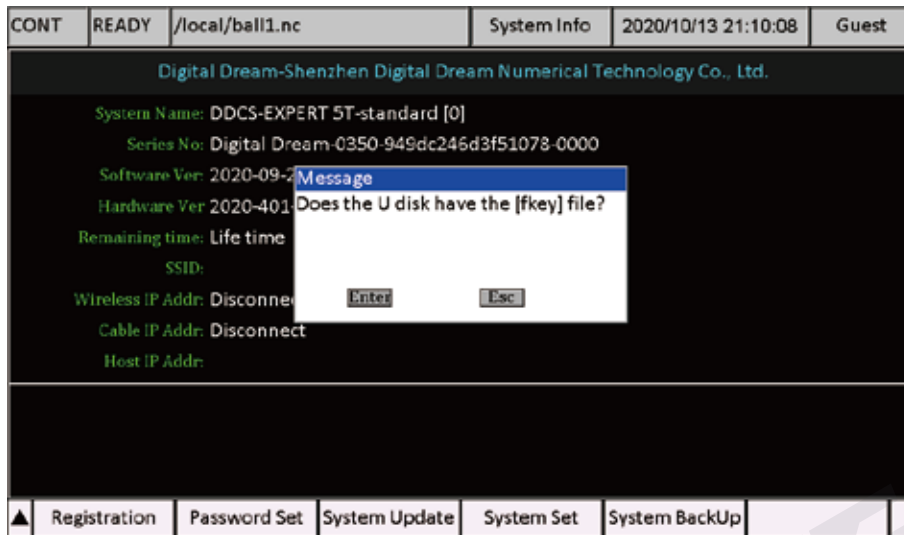 CONT READY /local/ball1.nc System Info 2020/10/13 21:10:08 Guest
Digital Dream-Shenzhen Digital Dream Numerical Technology Co., Ltd.
System Name: DDCS-EXPERT 5T-standard [0]
Series No: Digital Dream-0350-949dc246d3f51078-0000
Software Ver: 2020-09-2
Hardware Ver 2020-401-
Remaining time: Life time
SSID:
Wireless IP Addr: Disconne
Cable IP Addr: Disconnect
Host IP Addr:
Message
Does the U disk have the [fkey] file?
Enter Esc
▲ Registration Password Set System Update System Set System BackUp